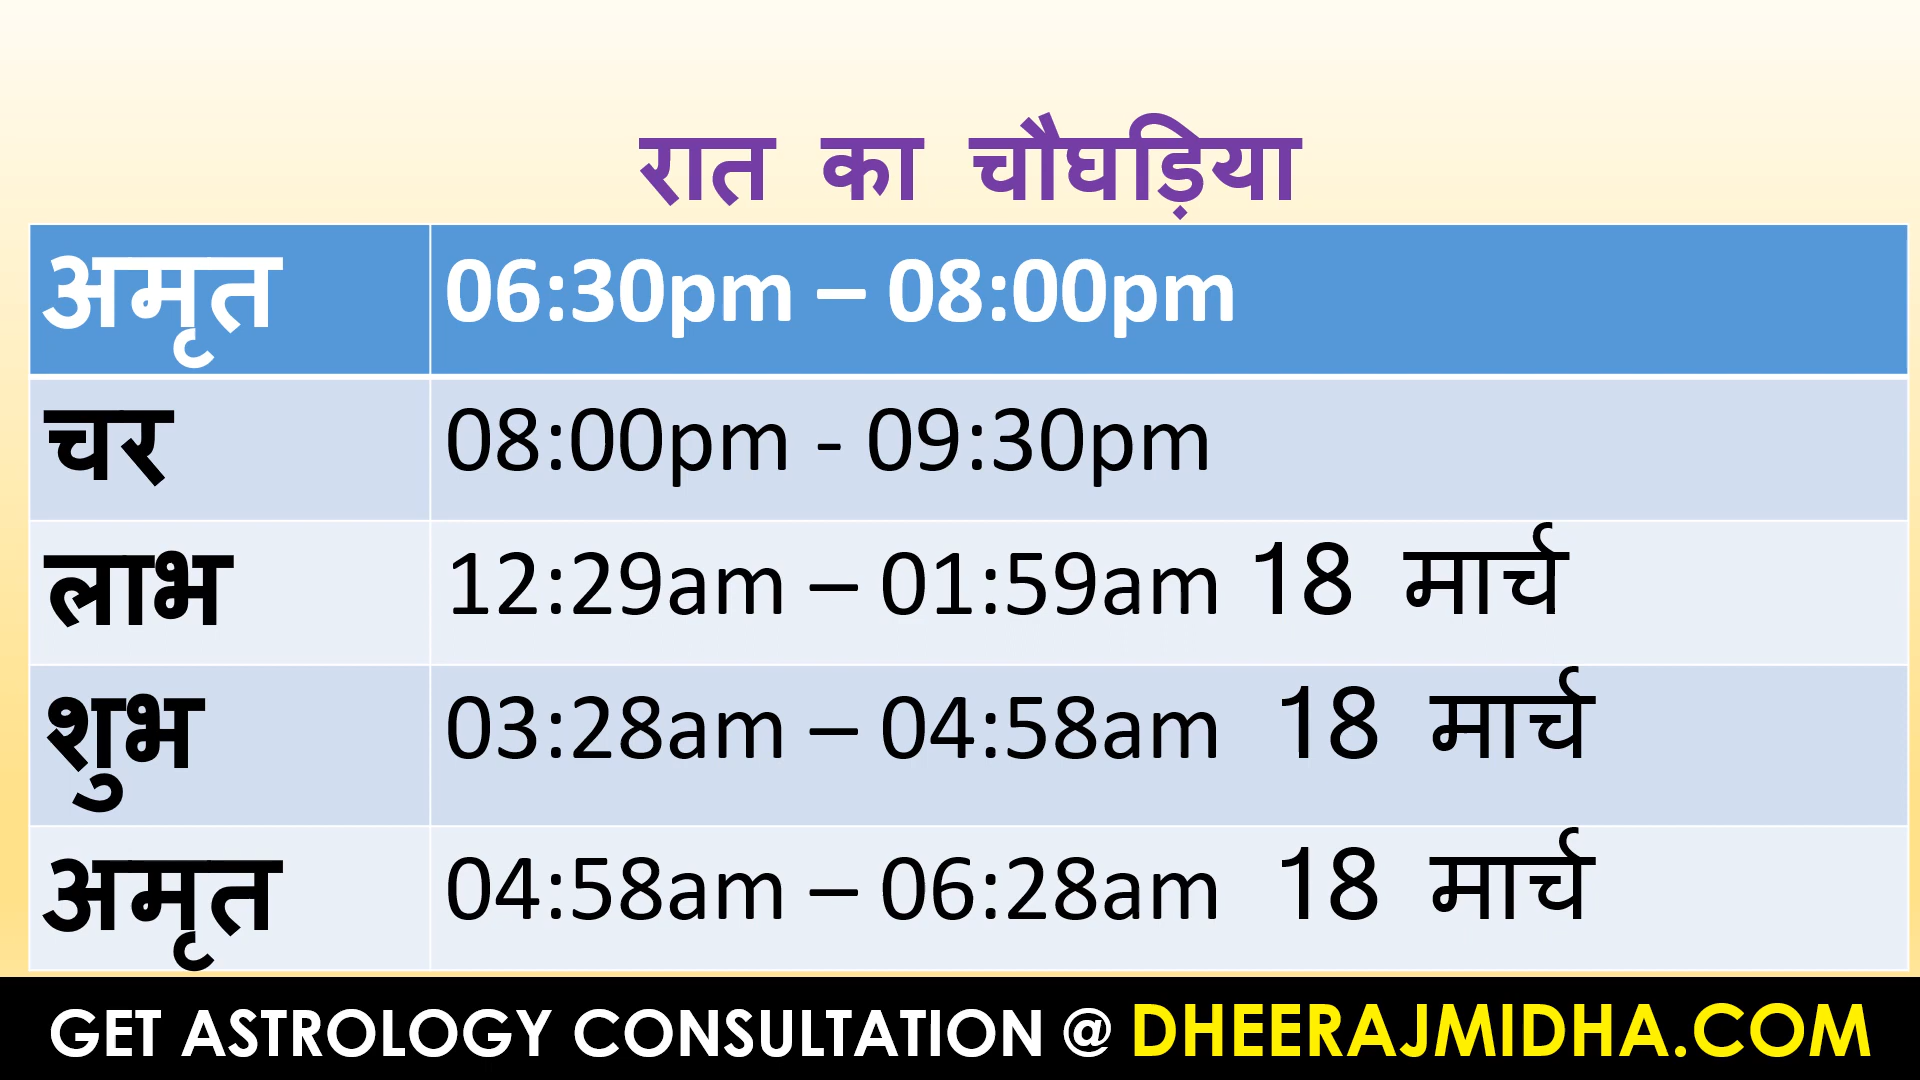 रात का चौघड़िया
अमृत 06:30pm – 08:00pm
चर 08:00pm - 09:30pm
लाभ 12:29am – 01:59am 18 मार्च
शुभ 03:28am – 04:58am 18 मार्च
अमृत 04:58am – 06:28am 18 मार्च
GET ASTROLOGY CONSULTATION @ DHEERAJMIDHA.COM